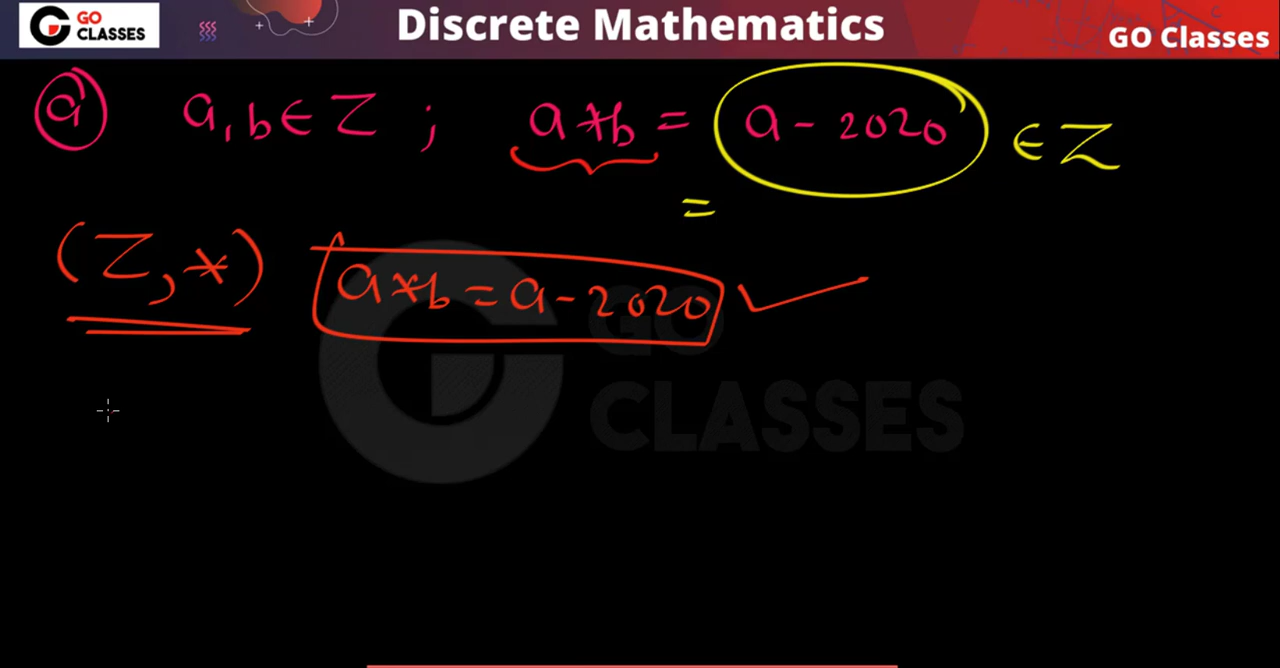 GO CLASSES
Discrete Mathematics
GO Classes
a a, b ∈ Z ; a * b = a - 2020 ∈ Z
=
(Z, *) a * b = a - 2020 ✓
GO
CLASSES